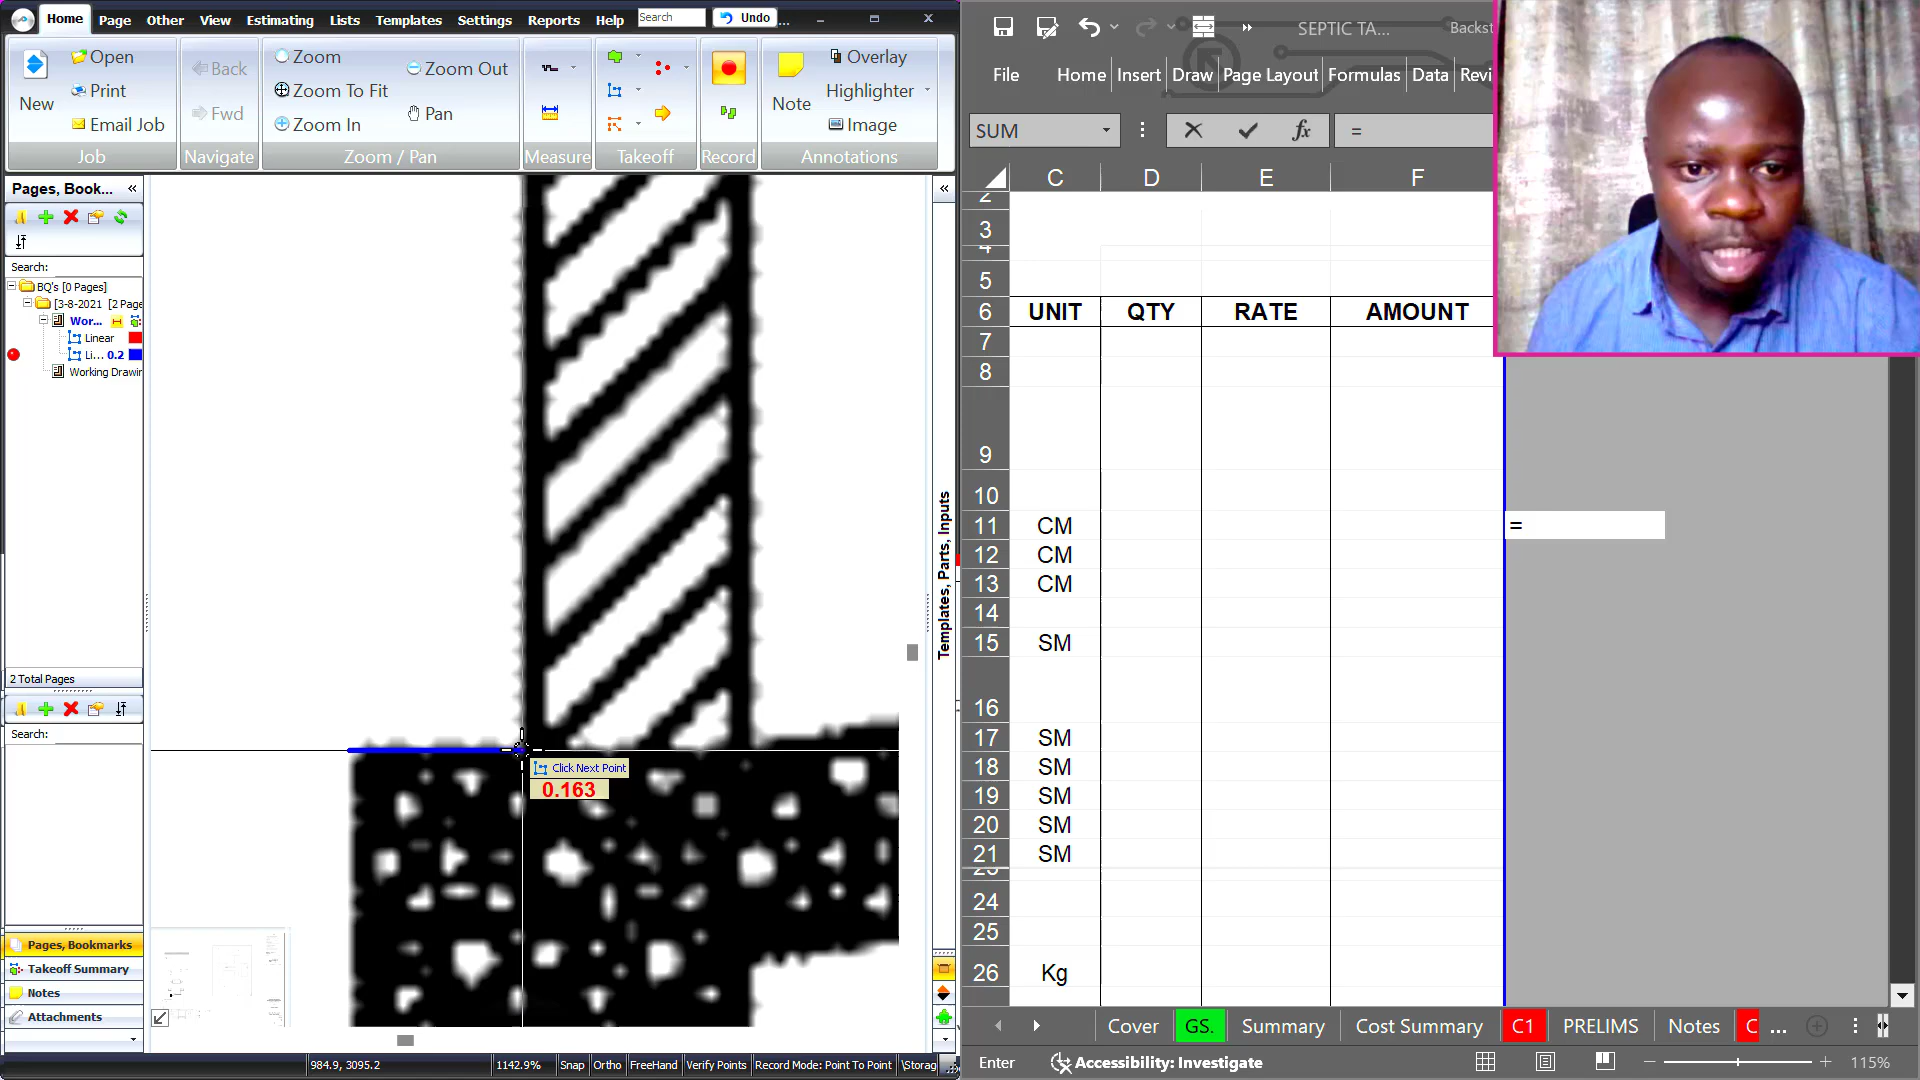 Home Page Other View Estimating Lists Templates Settings Reports Help Search Undo ...
New
Open
Print
Email Job
Job
Back
Fwd
Navigate
Zoom
Zoom To Fit
Zoom In
Zoom Out
Pan
Zoom / Pan
Measure
Takeoff
Record
Note
Overlay
Highlighter
Image
Annotations
Pages, Book...
Search:
BQ's [0 Pages]
[3-8-2021 [2 Page
Wor...
Linear
Li... 0.2
Working Drawin
2 Total Pages
Search:
Pages, Bookmarks
Takeoff Summary
Notes
Attachments
Click Next Point
0.163
Templates, Parts, Inputs
984.9, 3095.2 1142.9% Snap Ortho FreeHand Verify Points Record Mode: Point To Point \Storag
SEPTIC TA... Backst
File Home Insert Draw Page Layout Formulas Data Revi
SUM fx =
C D E F
2
3
4
5
6 UNIT QTY RATE AMOUNT
7
8
9
10
11 CM =
12 CM
13 CM
14
15 SM
16
17 SM
18 SM
19 SM
20 SM
21 SM
23
24
25
26 Kg
Cover GS. Summary Cost Summary C1 PRELIMS Notes C ...
Enter Accessibility: Investigate 115%